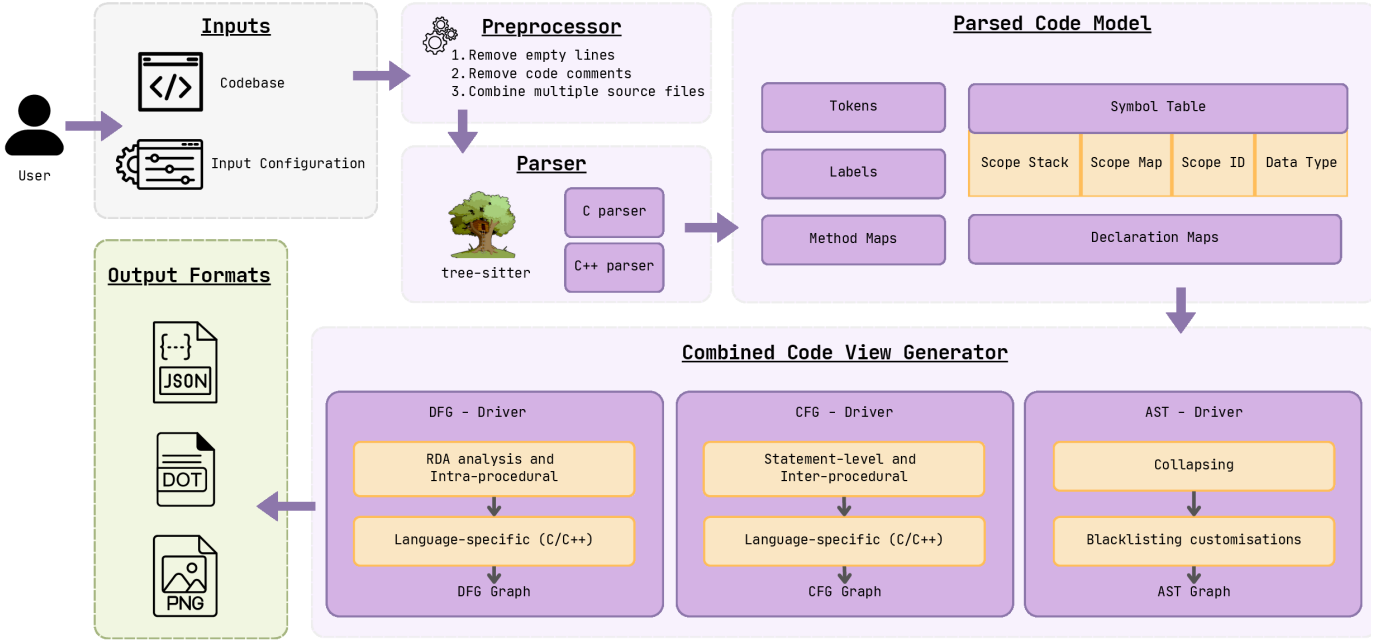 Inputs
Codebase
Input Configuration
User
Preprocessor
1. Remove empty lines
2. Remove code comments
3. Combine multiple source files
Parser
tree-sitter
C parser
C++ parser
Parsed Code Model
Tokens
Labels
Method Maps
Symbol Table
Scope Stack
Scope Map
Scope ID
Data Type
Declaration Maps
Combined Code View Generator
DFG - Driver
RDA analysis and
Intra-procedural
Language-specific (C/C++)
DFG Graph
CFG - Driver
Statement-level and
Inter-procedural
Language-specific (C/C++)
CFG Graph
AST - Driver
Collapsing
Blacklisting customisations
AST Graph
Output Formats
{---}
JSON
DOT
PNG